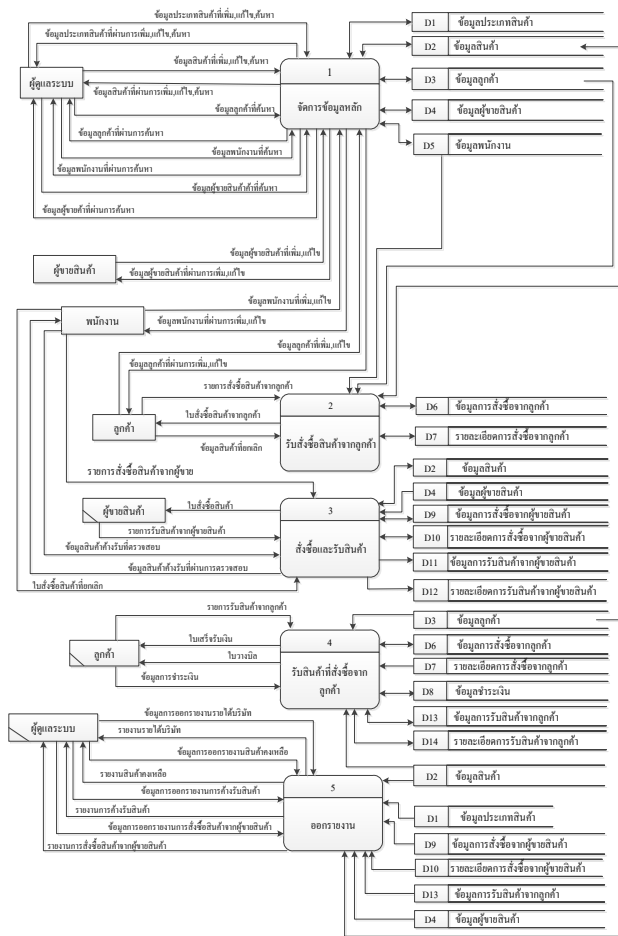 ข้อมูลประเภทสินค้าที่เพิ่ม,แก้ไข,ค้นหา
ข้อมูลประเภทสินค้าที่ผ่านการเพิ่ม,แก้ไข,ค้นหา
ข้อมูลสินค้าที่เพิ่ม,แก้ไข,ค้นหา
ผู้ดูแลระบบ
ข้อมูลสินค้าที่ผ่านการเพิ่ม,แก้ไข,ค้นหา
ข้อมูลลูกค้าที่ค้นหา
ข้อมูลลูกค้าที่ผ่านการค้นหา
ข้อมูลพนักงานที่ค้นหา
ข้อมูลพนักงานที่ผ่านการค้นหา
ข้อมูลผู้ขายสินค้าค้าที่ค้นหา
ข้อมูลผู้ขายค้าที่ผ่านการค้นหา
1
จัดการข้อมูลหลัก
D1 ข้อมูลประเภทสินค้า
D2 ข้อมูลสินค้า
D3 ข้อมูลลูกค้า
D4 ข้อมูลผู้ขายสินค้า
D5 ข้อมูลพนักงาน
ข้อมูลผู้ขายสินค้าที่เพิ่ม,แก้ไข
ผู้ขายสินค้า
ข้อมูลผู้ขายสินค้าที่ผ่านการเพิ่ม,แก้ไข
ข้อมูลพนักงานที่เพิ่ม,แก้ไข
พนักงาน
ข้อมูลพนักงานที่ผ่านการเพิ่ม,แก้ไข
ข้อมูลลูกค้าที่เพิ่ม,แก้ไข
ข้อมูลลูกค้าที่ผ่านการเพิ่ม,แก้ไข
รายการสั่งซื้อสินค้าจากลูกค้า
ใบสั่งซื้อสินค้าจากลูกค้า
ลูกค้า
ข้อมูลสินค้าที่ยกเลิก
2
รับสั่งซื้อสินค้าจากลูกค้า
D6 ข้อมูลการสั่งซื้อจากลูกค้า
D7 รายละเอียดการสั่งซื้อจากลูกค้า
รายการสั่งซื้อสินค้าจากผู้ขาย
ผู้ขายสินค้า
ใบสั่งซื้อสินค้า
รายการรับสินค้าจากผู้ขายสินค้า
ข้อมูลสินค้าค้างรับที่ตรวจสอบ
ข้อมูลสินค้าค้างรับที่ผ่านการตรวจสอบ
ใบสั่งซื้อสินค้าที่ยกเลิก
3
สั่งซื้อและรับสินค้า
D2 ข้อมูลสินค้า
D4 ข้อมูลผู้ขายสินค้า
D9 ข้อมูลการสั่งซื้อจากผู้ขายสินค้า
D10 รายละเอียดการสั่งซื้อจากผู้ขายสินค้า
D11 ข้อมูลการรับสินค้าจากผู้ขายสินค้า
D12 รายละเอียดการรับสินค้าจากผู้ขายสินค้า
รายการรับสินค้าจากลูกค้า
ใบเสร็จรับเงิน
ลูกค้า
ใบวางบิล
ข้อมูลการชำระเงิน
4
รับสินค้าที่สั่งซื้อจาก
ลูกค้า
D3 ข้อมูลลูกค้า
D6 ข้อมูลการสั่งซื้อจากลูกค้า
D7 รายละเอียดการสั่งซื้อจากลูกค้า
D8 ข้อมูลชำระเงิน
D13 ข้อมูลการรับสินค้าจากลูกค้า
D14 รายละเอียดการรับสินค้าจากลูกค้า
D2 ข้อมูลสินค้า
ข้อมูลการออกรายงานรายได้บริษัท
ผู้ดูแลระบบ
รายงานรายได้บริษัท
ข้อมูลการออกรายงานสินค้าคงเหลือ
รายงานสินค้าคงเหลือ
ข้อมูลการออกรายงานการค้างรับสินค้า
รายงานการค้างรับสินค้า
ข้อมูลการออกรายงานการสั่งซื้อสินค้าจากผู้ขายสินค้า
รายงานการสั่งซื้อสินค้าจากผู้ขายสินค้า
5
ออกรายงาน
D1 ข้อมูลประเภทสินค้า
D9 ข้อมูลการสั่งซื้อจากผู้ขายสินค้า
D10 รายละเอียดการสั่งซื้อจากผู้ขายสินค้า
D13 ข้อมูลการรับสินค้าจากลูกค้า
D4 ข้อมูลผู้ขายสินค้า